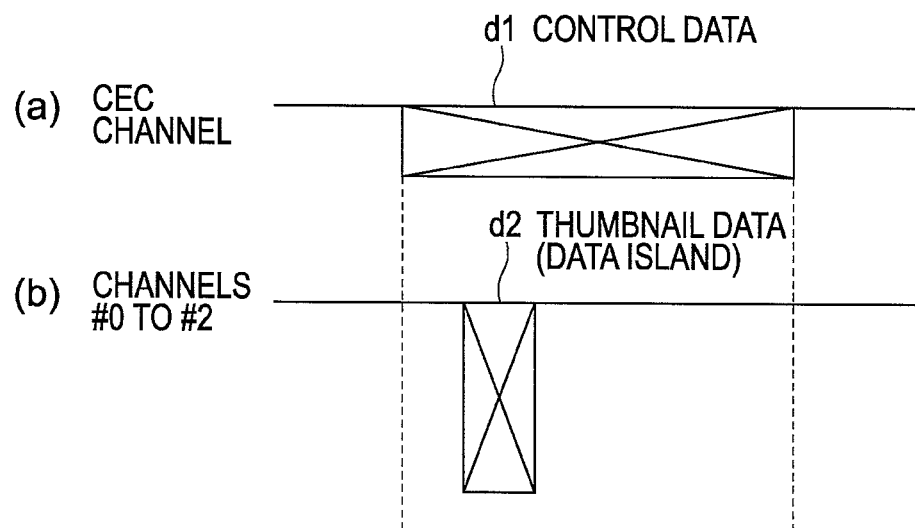 d1 CONTROL DATA
(a) CEC
CHANNEL
d2 THUMBNAIL DATA
(DATA ISLAND)
(b) CHANNELS
#0 TO #2